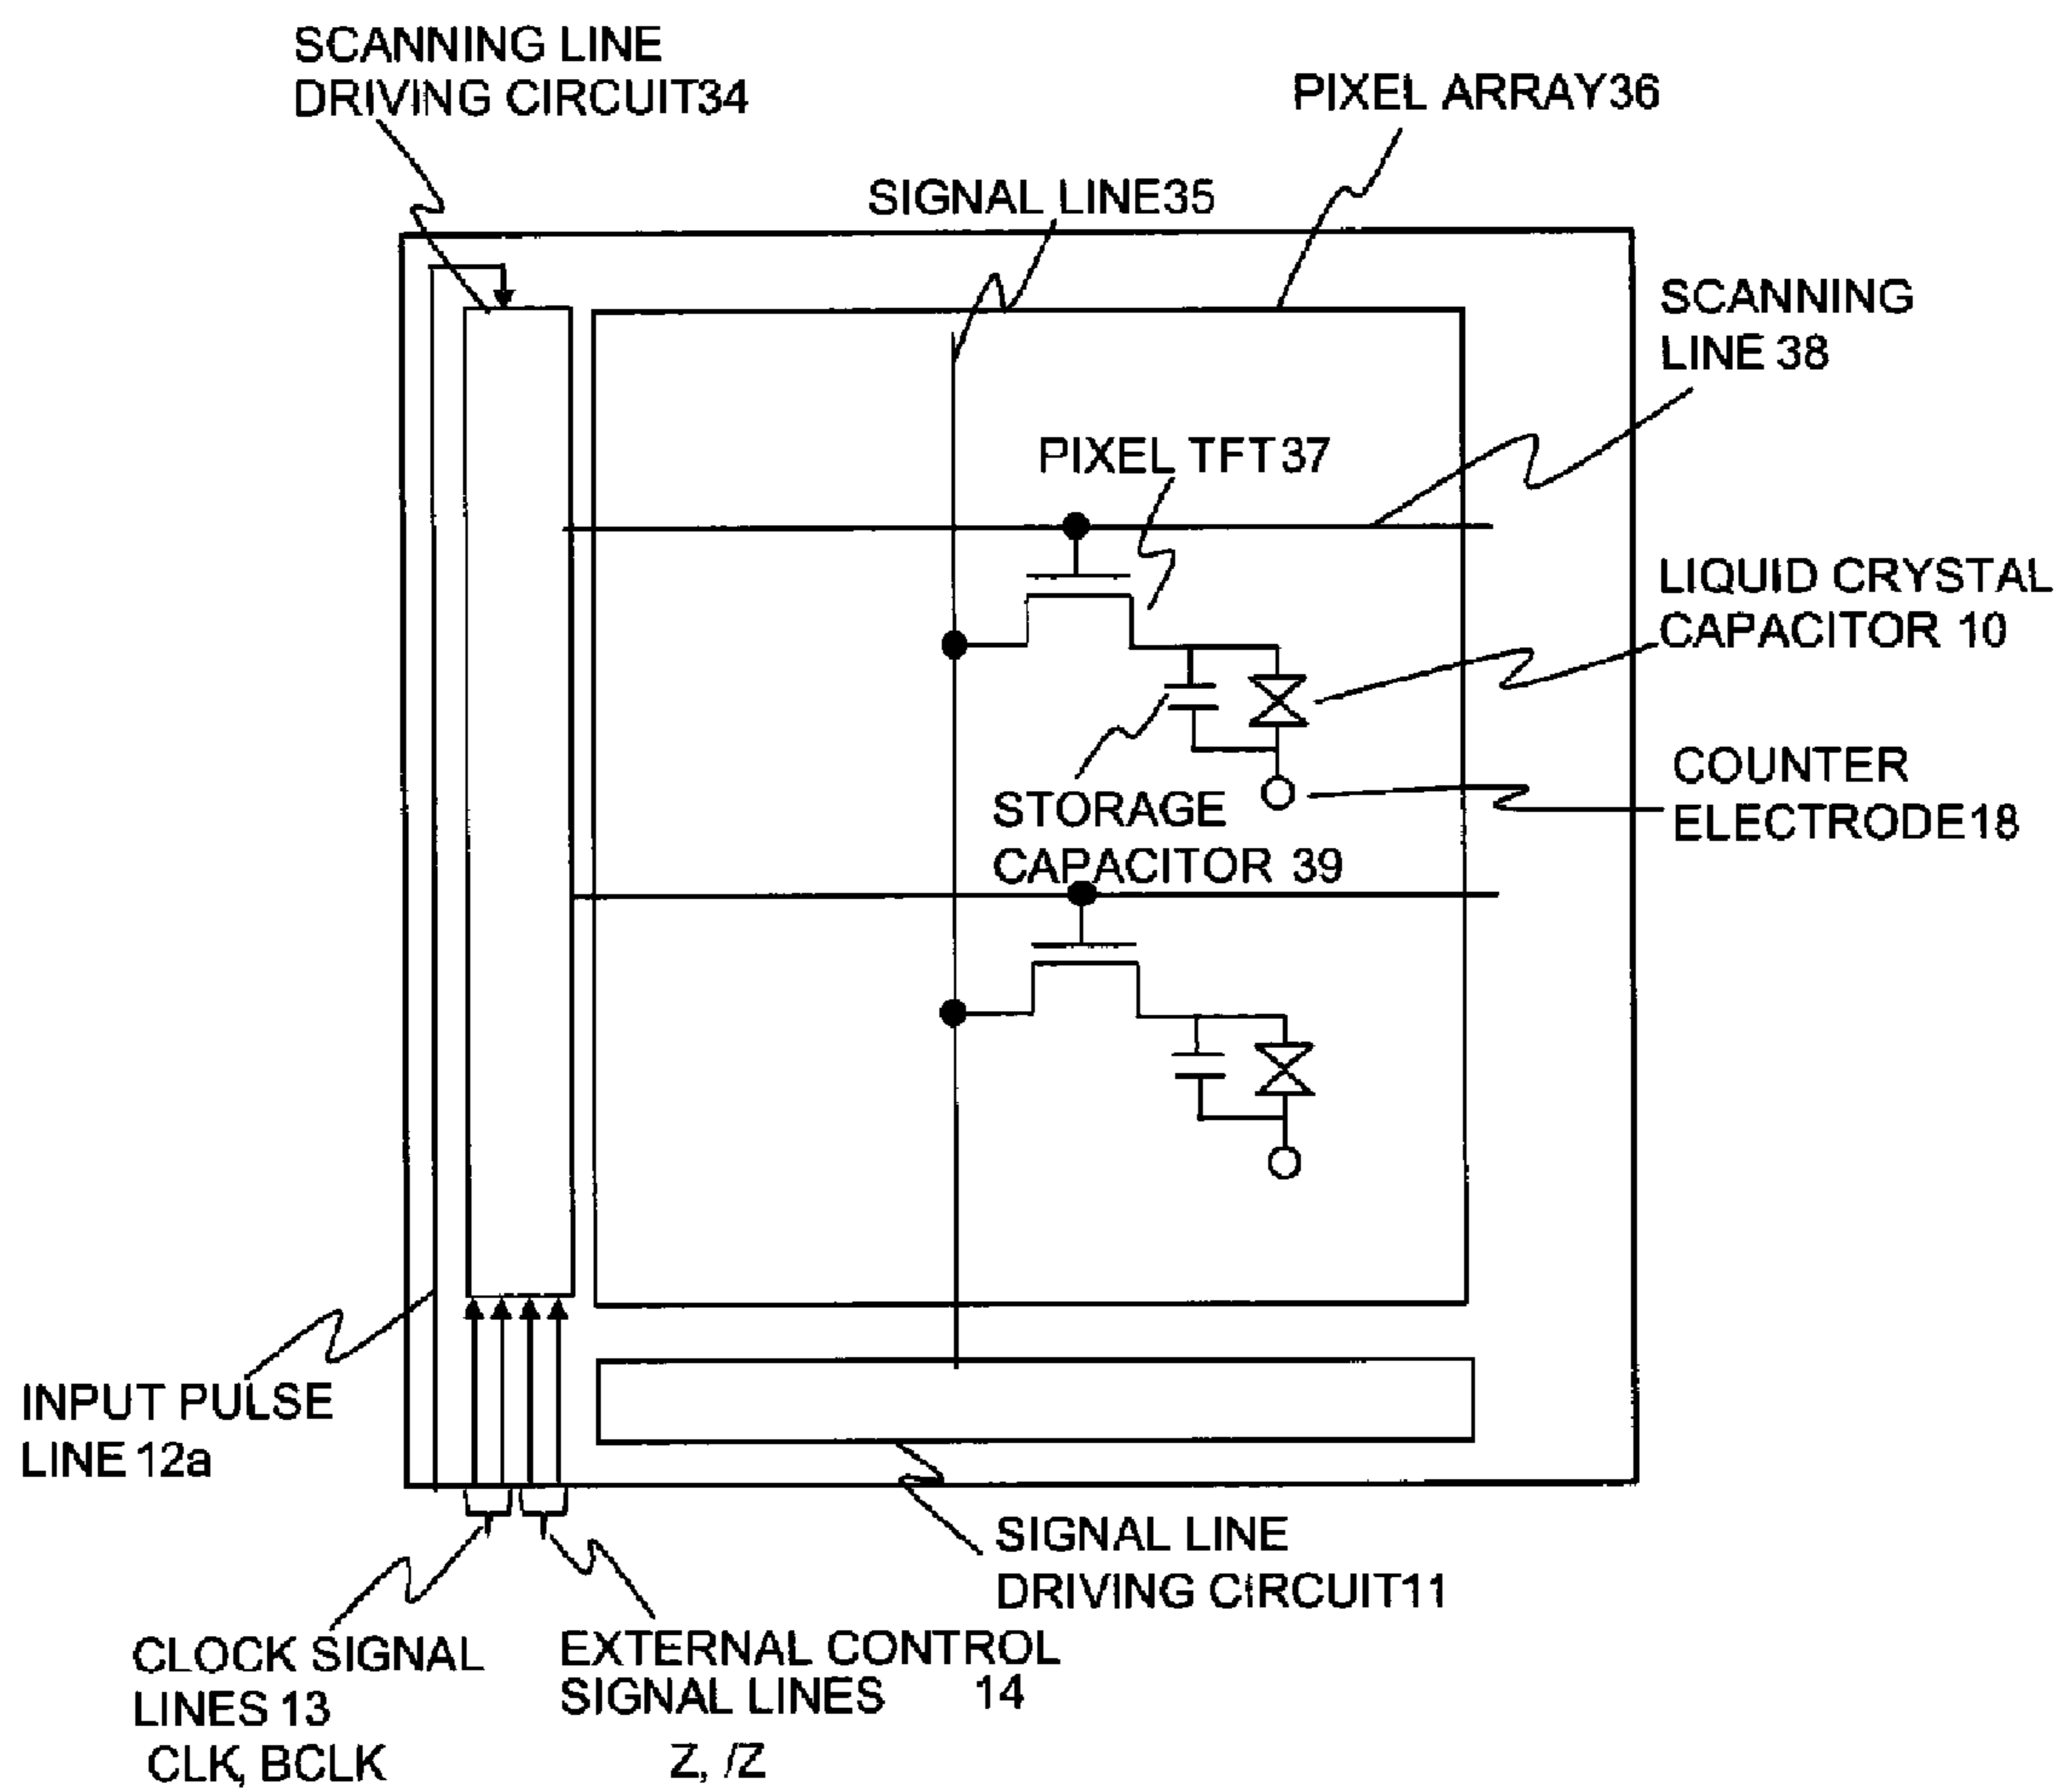 SCANNING LINE
DRIVING CIRCUIT34
PIXEL ARRAY36
SIGNAL LINE35
SCANNING
LINE 38
PIXEL TFT37
LIQUID CRYSTAL
CAPACITOR 10
COUNTER
ELECTRODE18
STORAGE
CAPACITOR 39
INPUT PULSE
LINE 12a
SIGNAL LINE
DRIVING CIRCUIT11
CLOCK SIGNAL
LINES 13
CLK, BCLK
EXTERNAL CONTROL
SIGNAL LINES 14
Z, /Z